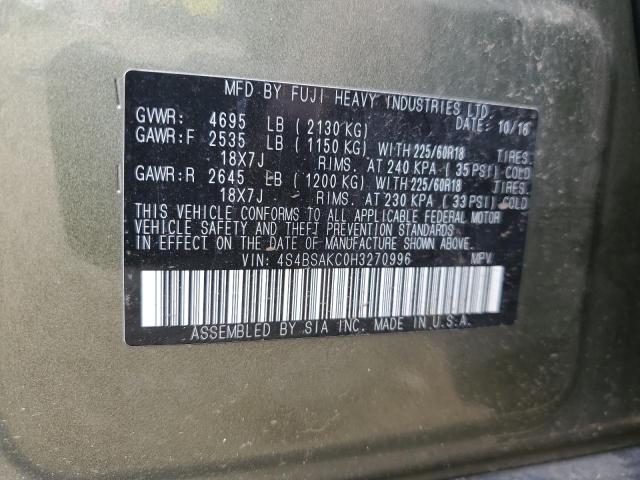 MFD BY FUJI HEAVY INDUSTRIES LTD.
GVWR: 4695 LB (2130 KG) DATE: 10/16
GAWR:F 2535 LB (1150 KG) WITH 225/60R18 TIRES.
18X7J RIMS. AT 240 KPA (35 PSI) COLD
GAWR:R 2645 LB (1200 KG) WITH 225/60R18 TIRES.
18X7J RIMS. AT 230 KPA (33 PSI) COLD
THIS VEHICLE CONFORMS TO ALL APPLICABLE FEDERAL MOTOR
VEHICLE SAFETY AND THEFT PREVENTION STANDARDS
IN EFFECT ON THE DATE OF MANUFACTURE SHOWN ABOVE.
VIN: 4S4BSAKC0H3270996 MPV
ASSEMBLED BY SIA INC. MADE IN U.S.A.